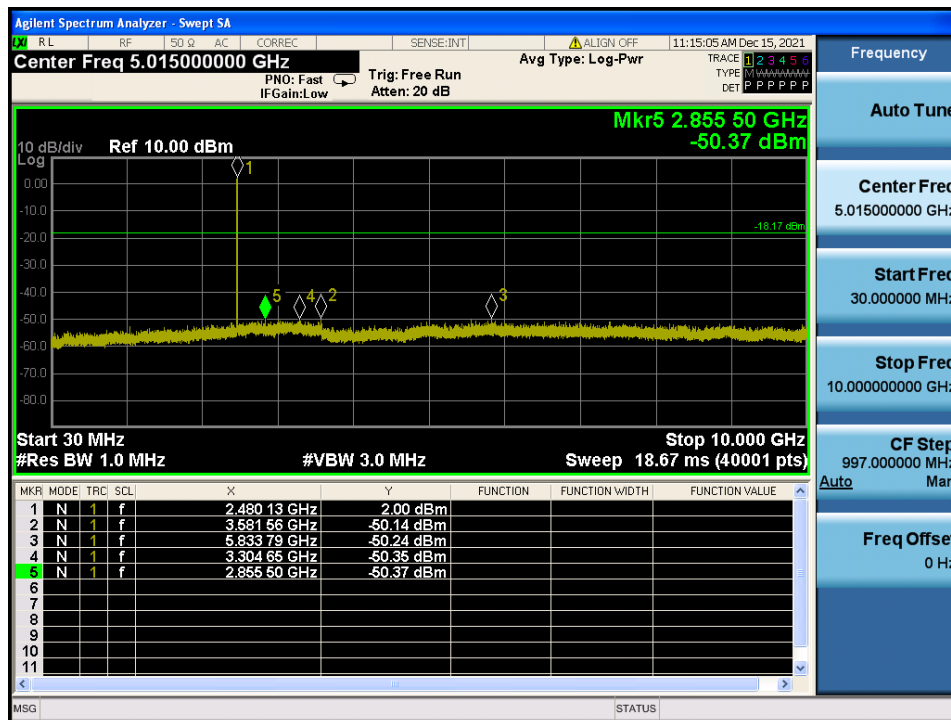 Agilent Spectrum Analyzer - Swept SA
LXI RL RF 50 Ω AC CORREC SENSE:INT ALIGN OFF 11:15:05 AM Dec 15, 2021
Center Freq 5.015000000 GHz
PNO: Fast
IFGain:Low
Trig: Free Run
Atten: 20 dB
Avg Type: Log-Pwr
TRACE 1 2 3 4 5 6
TYPE M WWWWW
DET P P P P P P
Mkr5 2.855 50 GHz
-50.37 dBm
10 dB/div
Log
Ref 10.00 dBm
0.00
-10.0
-20.0
-30.0
-40.0
-50.0
-60.0
-70.0
-80.0
-18.17 dBm
1
5
4
2
3
Start 30 MHz
Stop 10.000 GHz
#Res BW 1.0 MHz
#VBW 3.0 MHz
Sweep 18.67 ms (40001 pts)
MKR MODE TRC SCL X Y FUNCTION FUNCTION WIDTH FUNCTION VALUE
1 N 1 f 2.480 13 GHz 2.00 dBm
2 N 1 f 3.581 56 GHz -50.14 dBm
3 N 1 f 5.833 79 GHz -50.24 dBm
4 N 1 f 3.304 65 GHz -50.35 dBm
5 N 1 f 2.855 50 GHz -50.37 dBm
6
7
8
9
10
11
MSG
STATUS
Frequency
Auto Tune
Center Freq
5.015000000 GHz
Start Freq
30.000000 MHz
Stop Freq
10.000000000 GHz
CF Step
997.000000 MHz
Auto Man
Freq Offset
0 Hz